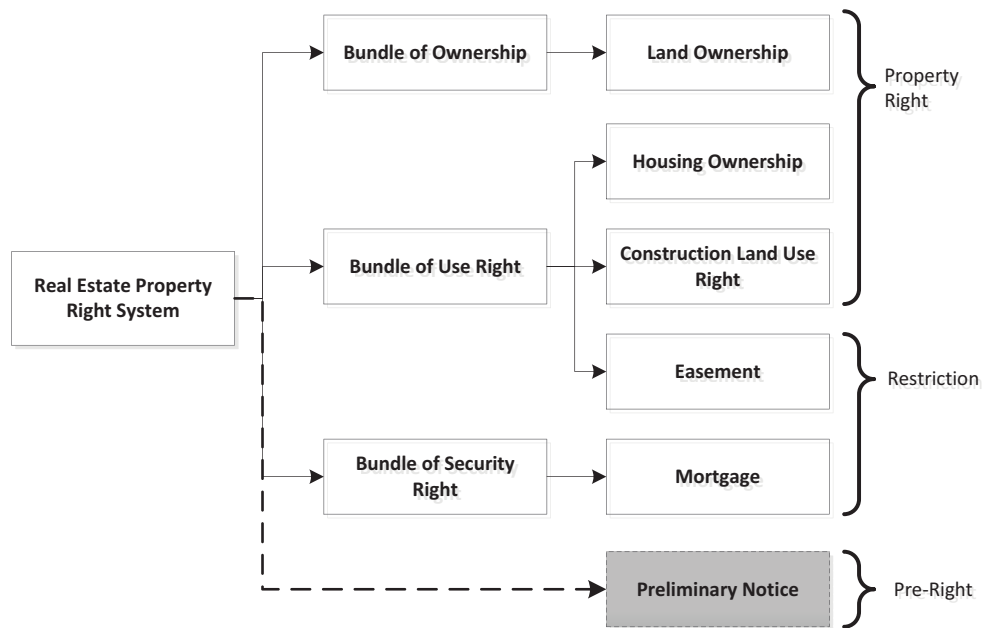 Bundle of Ownership
Land Ownership
Property
Right
Housing Ownership
Bundle of Use Right
Construction Land Use
Right
Real Estate Property
Right System
Easement
Restriction
Bundle of Security
Right
Mortgage
Preliminary Notice
Pre-Right